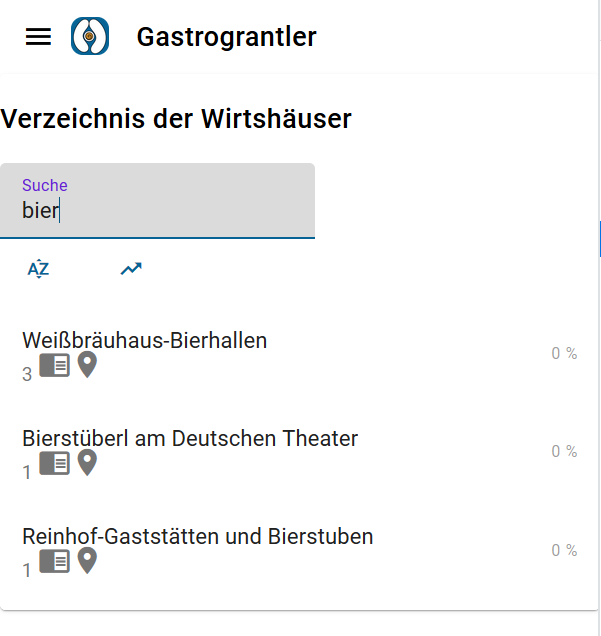 Gastrograntler
Verzeichnis der Wirtshäuser
Suche
bier
AZ
Weißbräuhaus-Bierhallen
0 %
3
Bierstüberl am Deutschen Theater
0 %
1
Reinhof-Gaststätten und Bierstuben
0 %
1